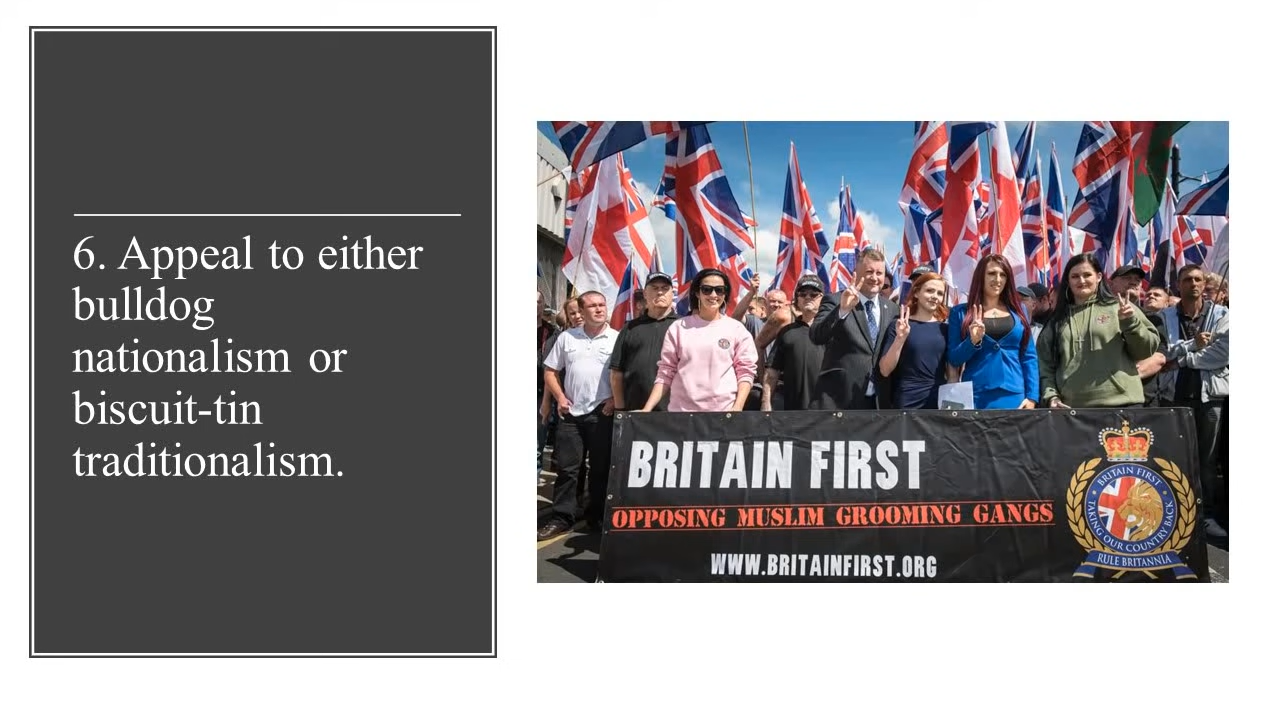 6. Appeal to either
bulldog
nationalism or
biscuit-tin
traditionalism.
BRITAIN FIRST
OPPOSING MUSLIM GROOMING GANGS
WWW.BRITAINFIRST.ORG
BRITAIN FIRST
TAKING OUR COUNTRY BACK
RULE BRITANNIA